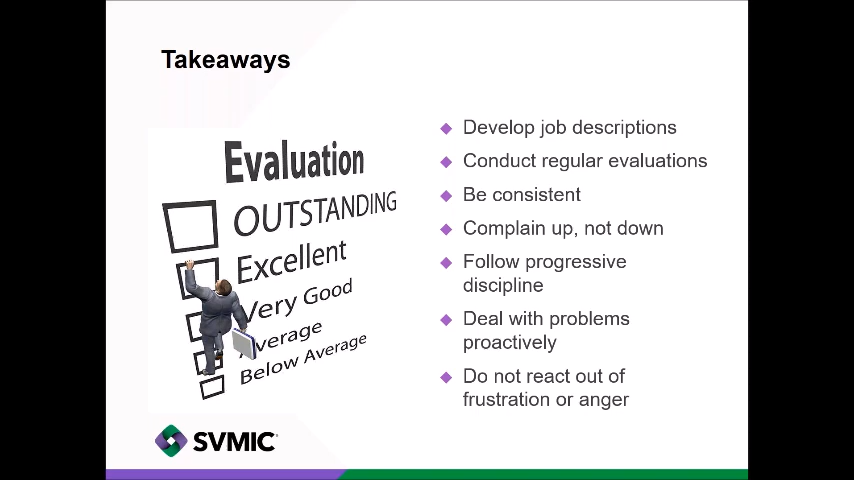 Takeaways
Evaluation
OUTSTANDING
Excellent
Very Good
Average
Below Average
Develop job descriptions
Conduct regular evaluations
Be consistent
Complain up, not down
Follow progressive
discipline
Deal with problems
proactively
Do not react out of
frustration or anger
SVMIC